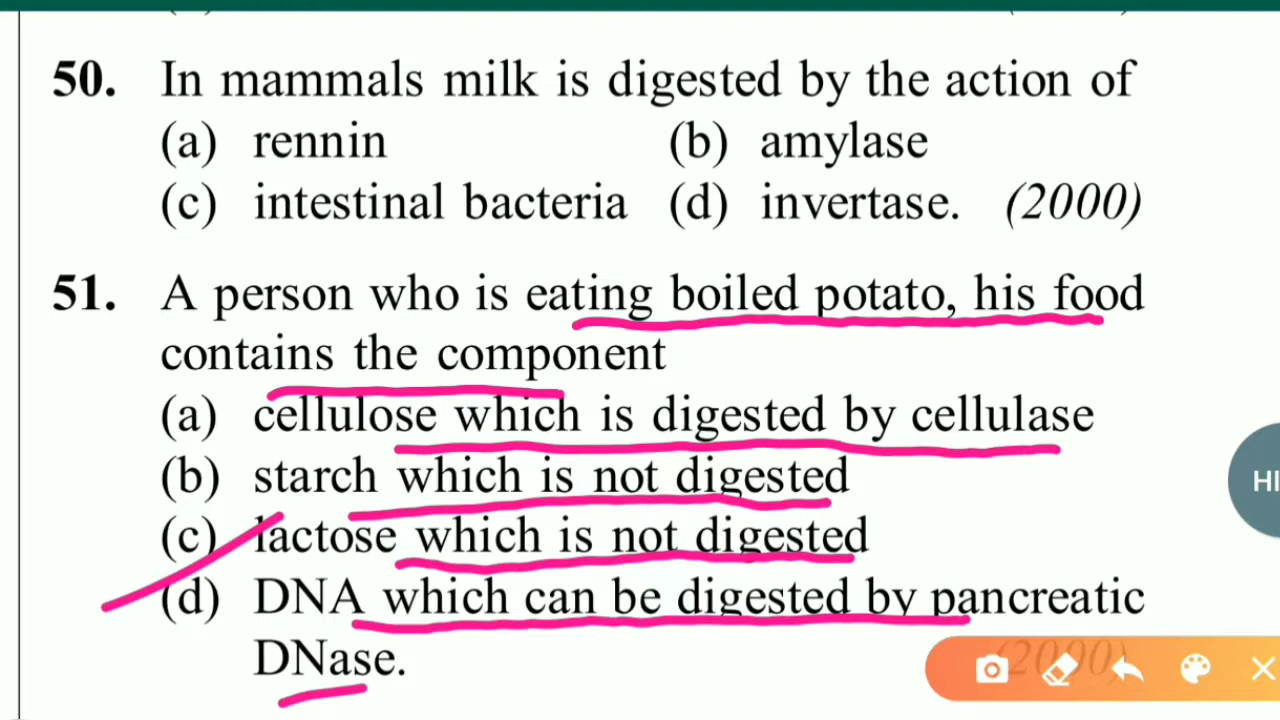 50. In mammals milk is digested by the action of
(a) rennin (b) amylase
(c) intestinal bacteria (d) invertase. (2000)
51. A person who is eating boiled potato, his food
contains the component
(a) cellulose which is digested by cellulase
(b) starch which is not digested
(c) lactose which is not digested
(d) DNA which can be digested by pancreatic
DNase. (2000)
HI